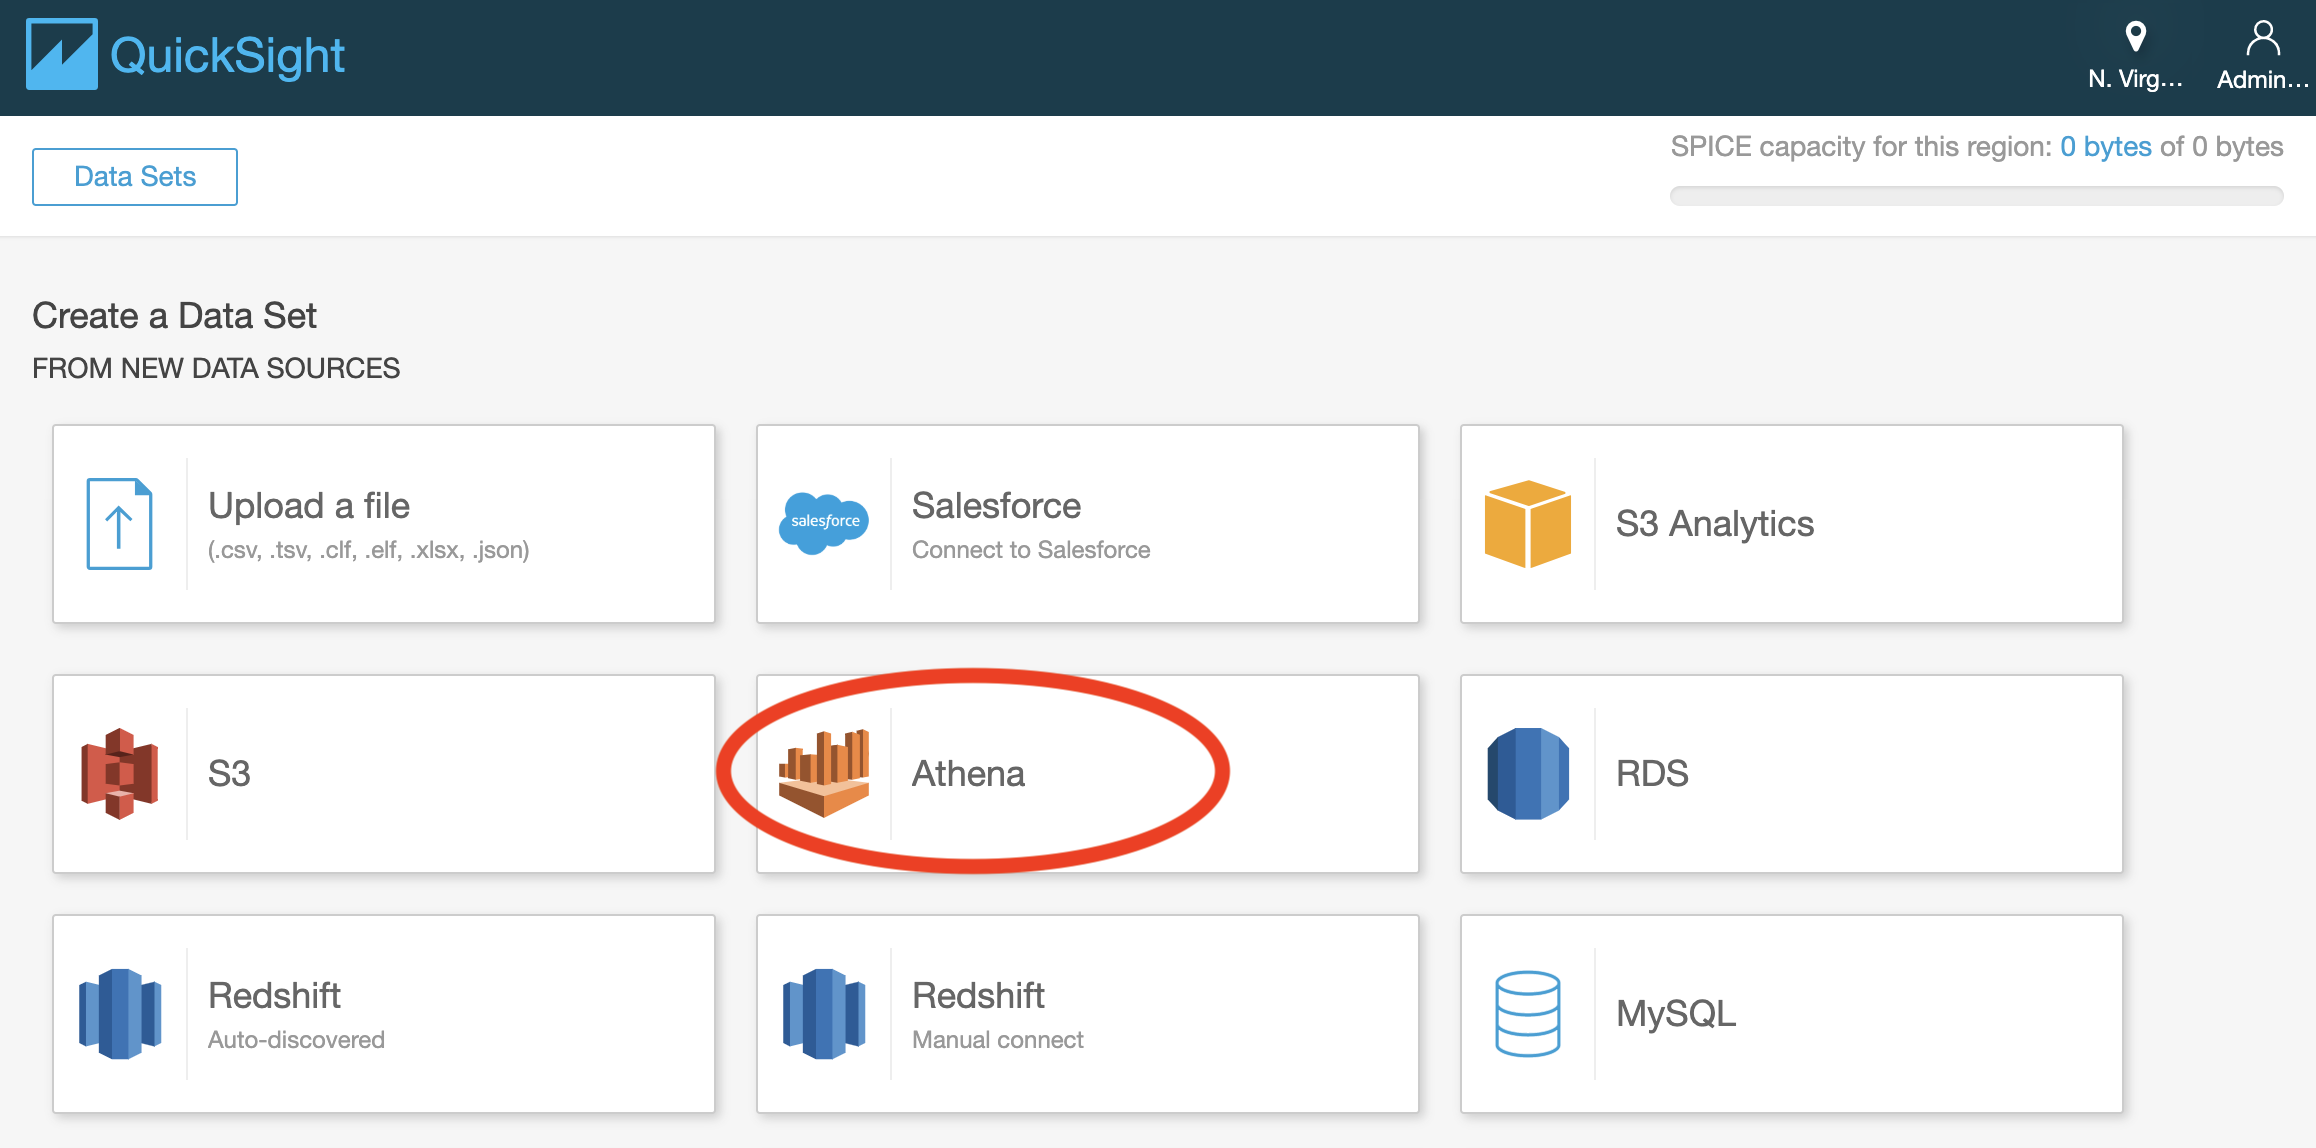 QuickSight
N. Virg...
Admin...
Data Sets
SPICE capacity for this region: 0 bytes of 0 bytes
Create a Data Set
FROM NEW DATA SOURCES
Upload a file
(.csv, .tsv, .clf, .elf, .xlsx, .json)
salesforce
Salesforce
Connect to Salesforce
S3 Analytics
S3
Athena
RDS
Redshift
Auto-discovered
Redshift
Manual connect
MySQL